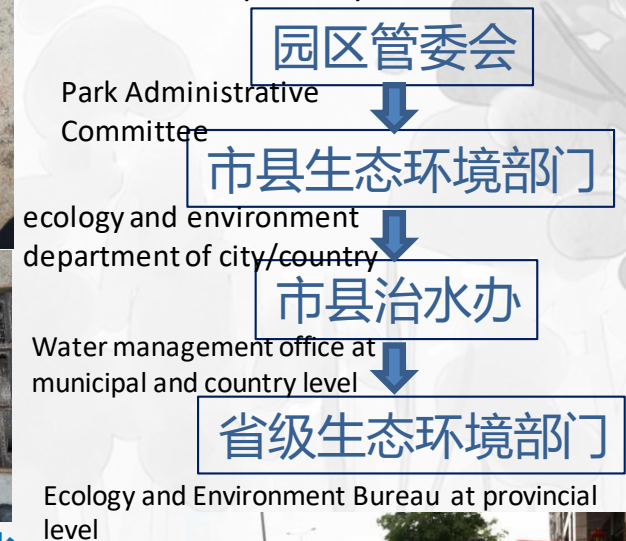 园区管委会
Park Administrative
Committee
市县生态环境部门
ecology and environment
department of city/country
市县治水办
Water management office at
municipal and country level
省级生态环境部门
Ecology and Environment Bureau at provincial
level